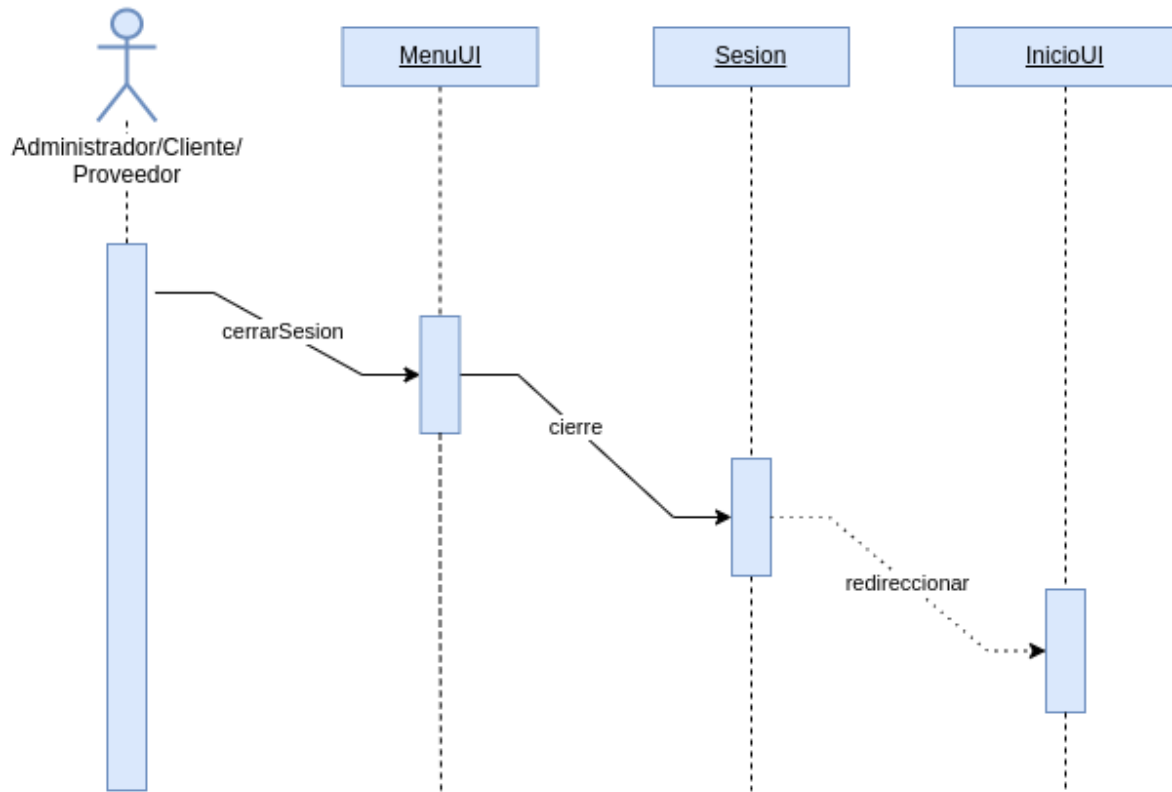 MenuUI
Sesion
InicioUI
Administrador/Cliente/
Proveedor
cerrarSesion
cierre
redireccionar